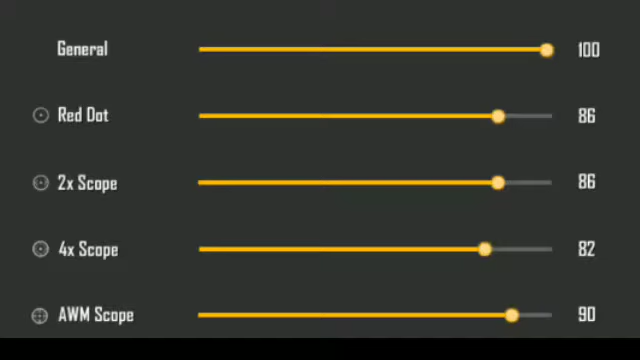 General 100
Red Dot 86
2x Scope 86
4x Scope 82
AWM Scope 90